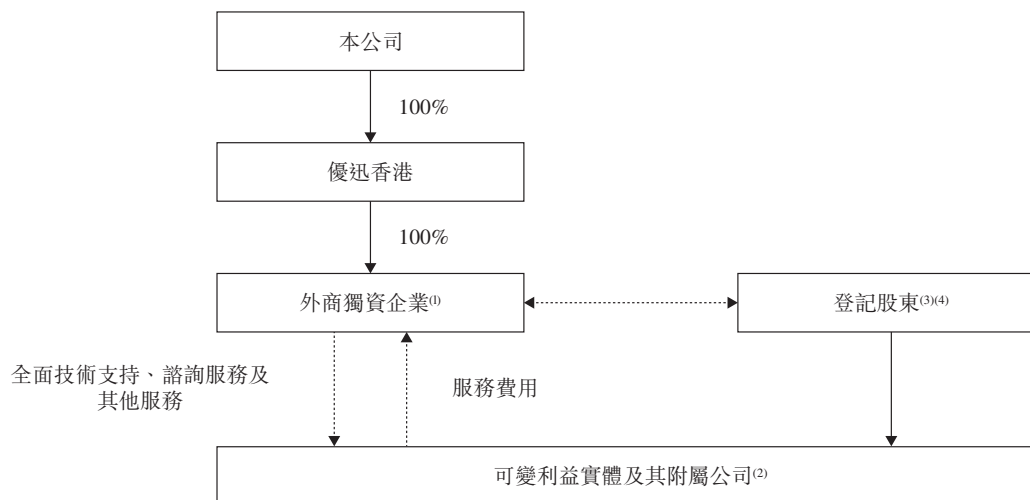 本公司
100%
優迅香港
100%
外商獨資企業(1)
登記股東(3)(4)
全面技術支持、諮詢服務及
其他服務
服務費用
可變利益實體及其附屬公司(2)